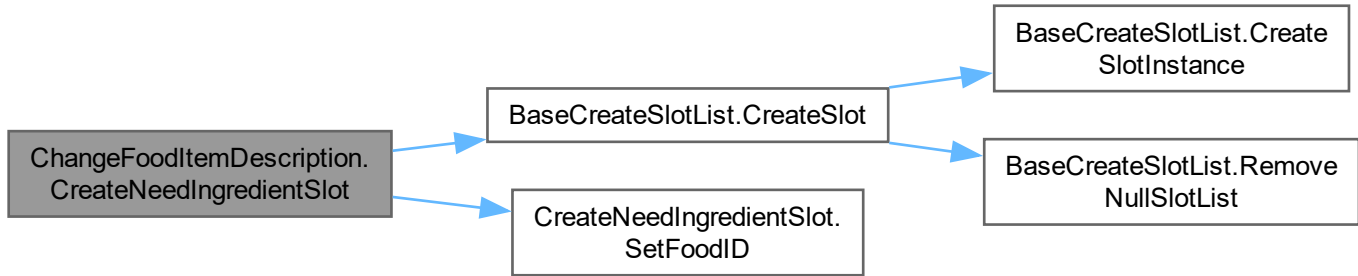 ChangeFoodItemDescription.
CreateNeedIngredientSlot
BaseCreateSlotList.CreateSlot
BaseCreateSlotList.Create
SlotInstance
BaseCreateSlotList.Remove
NullSlotList
CreateNeedIngredientSlot.
SetFoodID